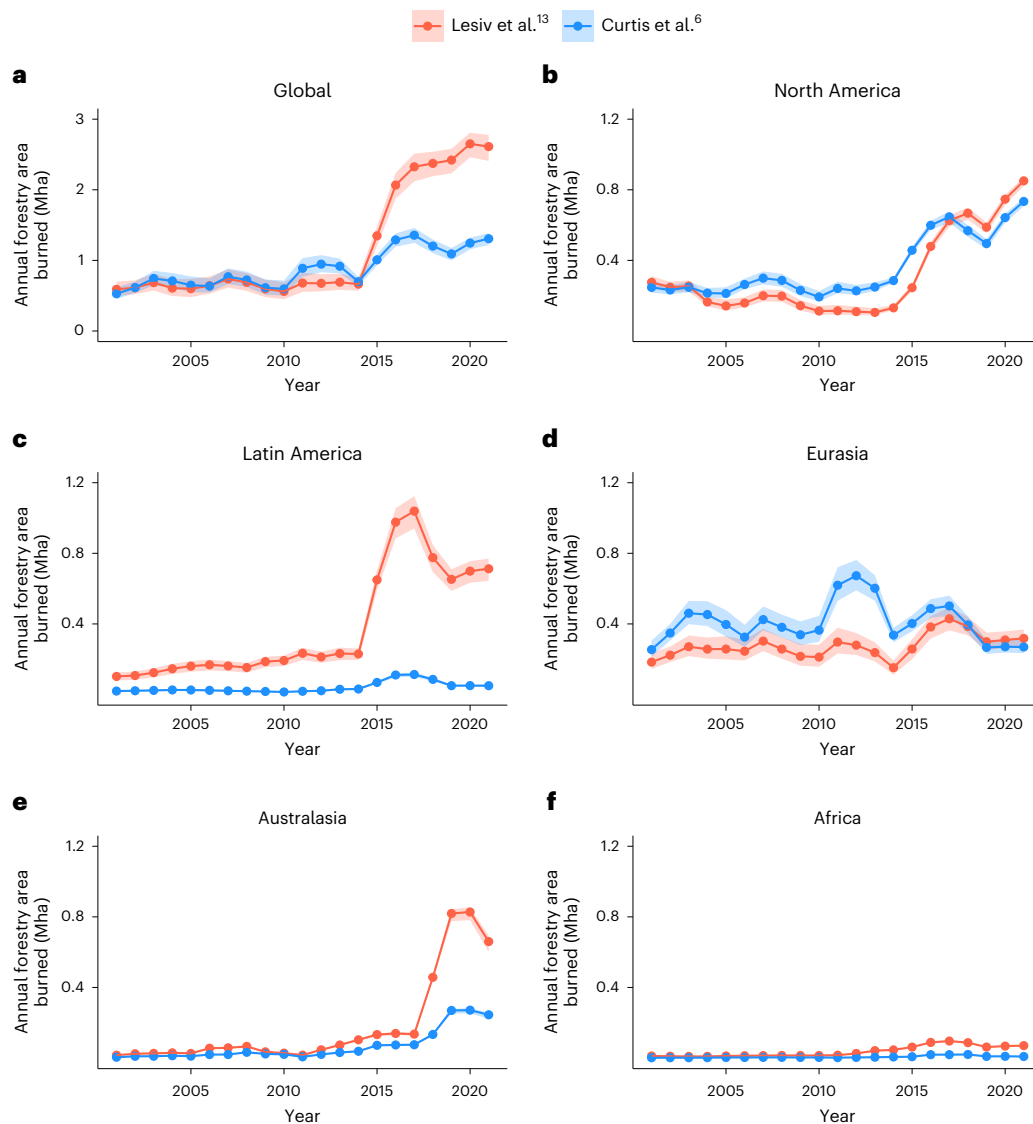 Lesiv et al.13 Curtis et al.6
a
Global
Annual forestry area
burned (Mha)
3
2
1
0
2005 2010 2015 2020
Year
b
North America
Annual forestry area
burned (Mha)
1.2
0.8
0.4
2005 2010 2015 2020
Year
c
Latin America
Annual forestry area
burned (Mha)
1.2
0.8
0.4
2005 2010 2015 2020
Year
d
Eurasia
Annual forestry area
burned (Mha)
1.2
0.8
0.4
2005 2010 2015 2020
Year
e
Australasia
Annual forestry area
burned (Mha)
1.2
0.8
0.4
2005 2010 2015 2020
Year
f
Africa
Annual forestry area
burned (Mha)
1.2
0.8
0.4
2005 2010 2015 2020
Year